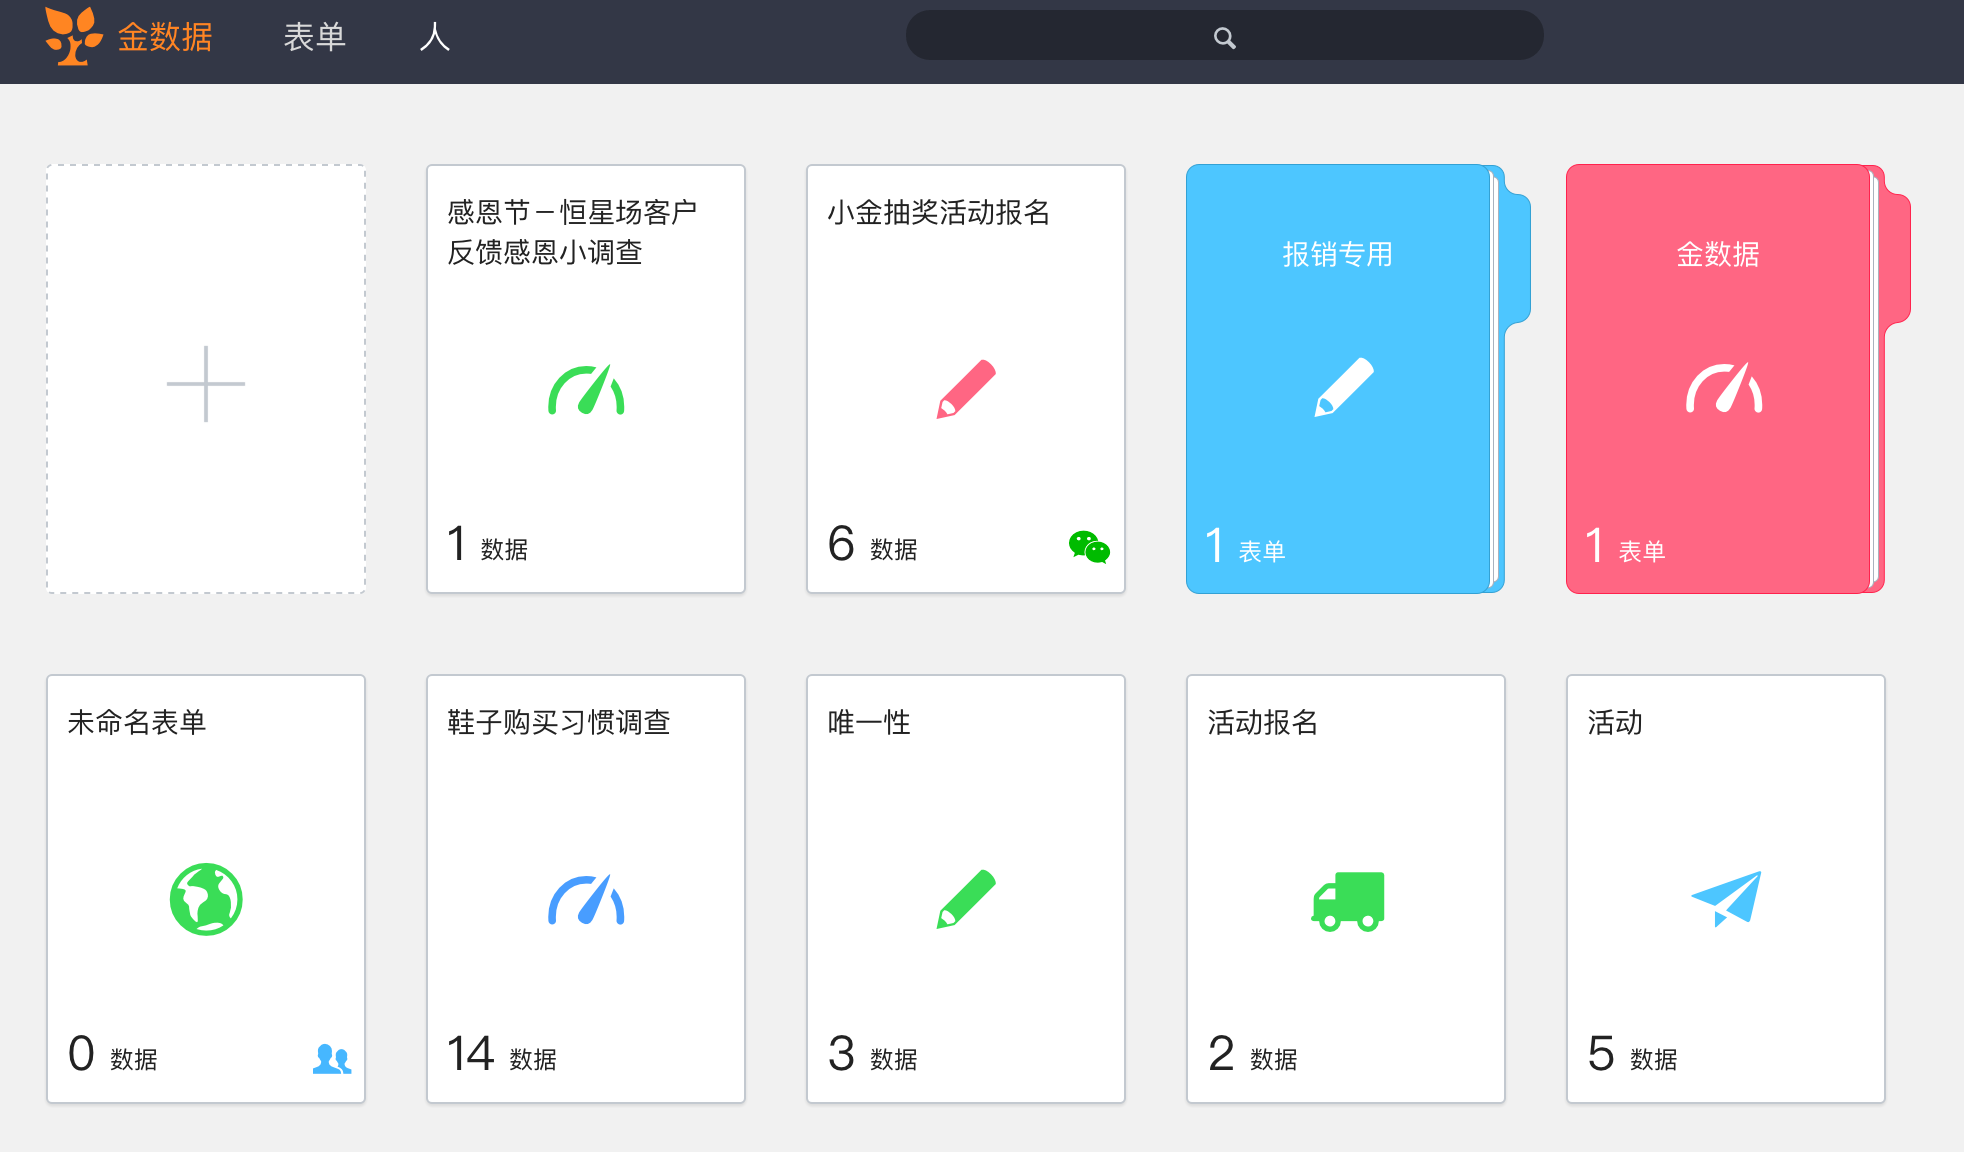 金数据 表单 人
感恩节－恒星场客户
反馈感恩小调查
1 数据
小金抽奖活动报名
6 数据
报销专用
1 表单
金数据
1 表单
未命名表单
0 数据
鞋子购买习惯调查
14 数据
唯一性
3 数据
活动报名
2 数据
活动
5 数据